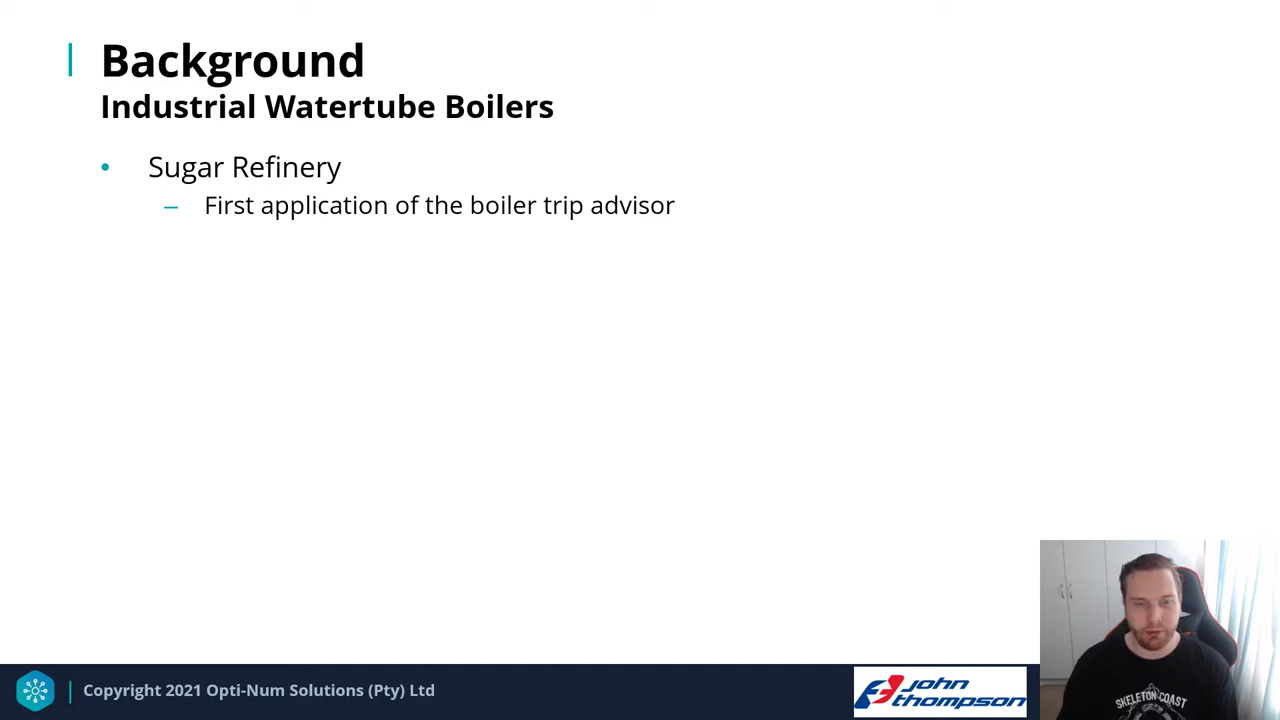 Background
Industrial Watertube Boilers
• Sugar Refinery
– First application of the boiler trip advisor
Copyright 2021 Opti-Num Solutions (Pty) Ltd
john
thompson
SKELETON COAST